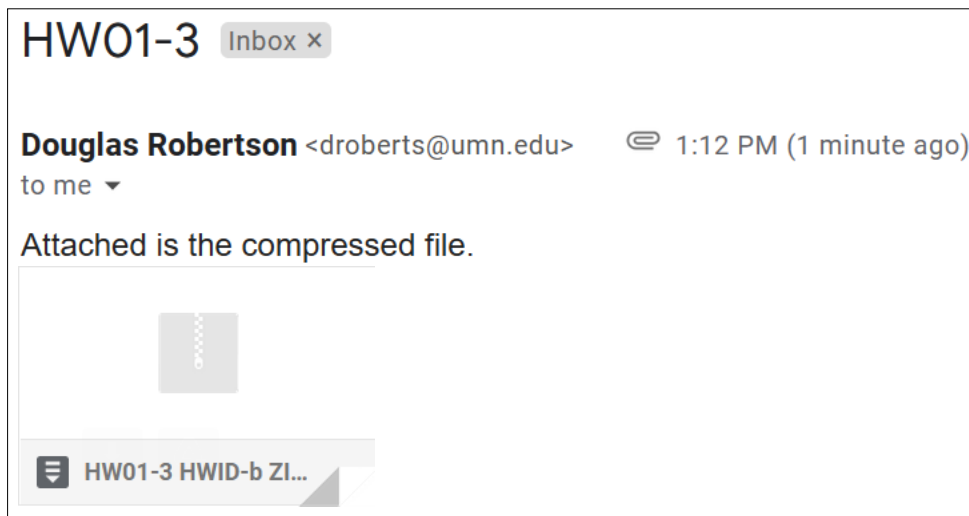 HW01-3 Inbox ×
Douglas Robertson <droberts@umn.edu> 1:12 PM (1 minute ago)
to me
Attached is the compressed file.
HW01-3 HWID-b ZI...